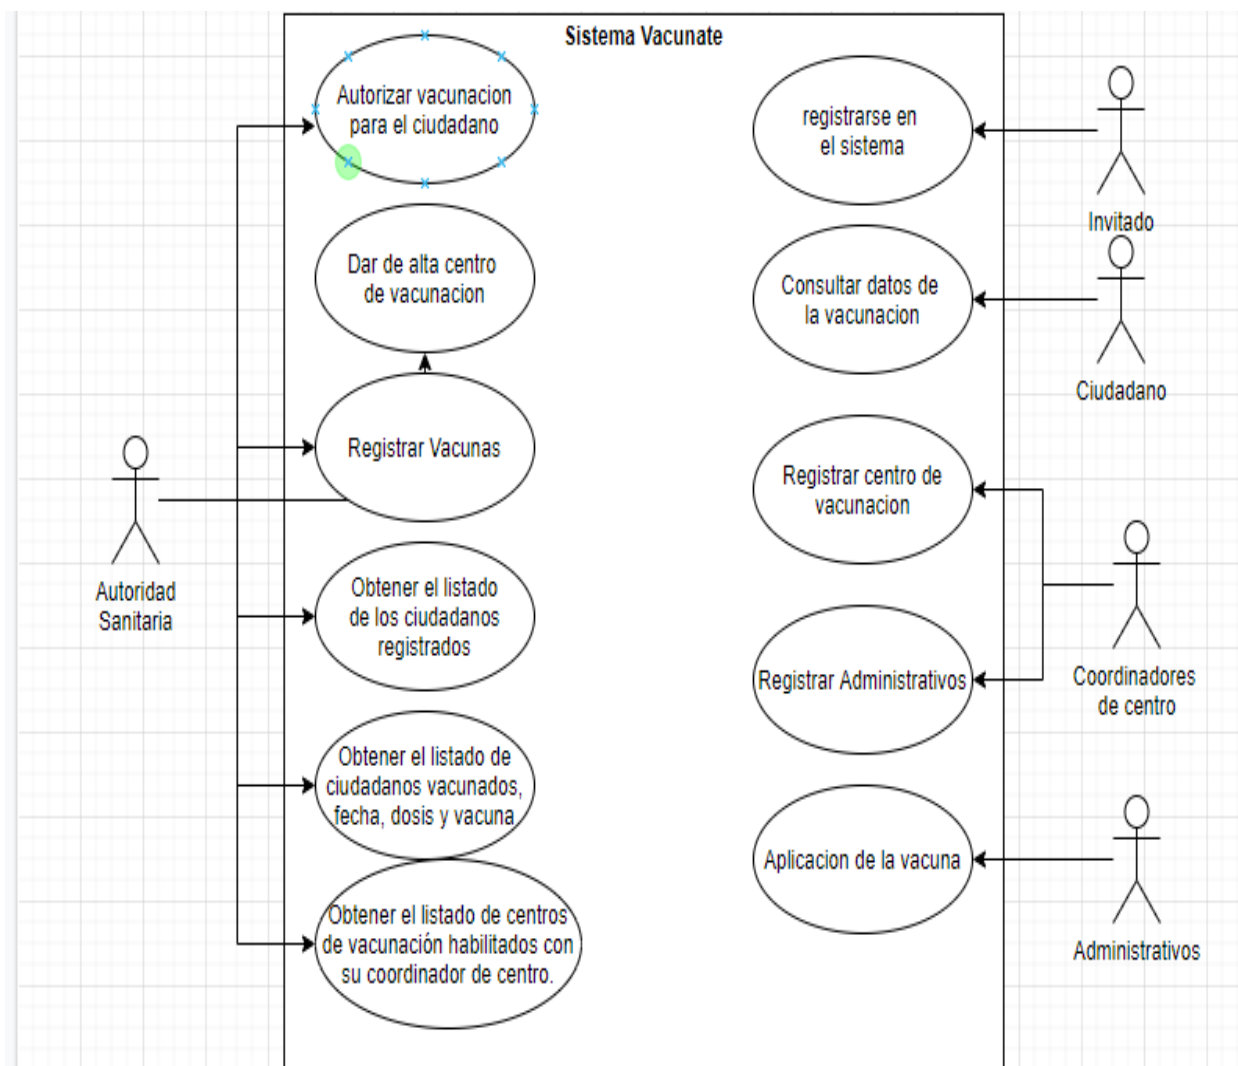 Sistema Vacunate
Autorizar vacunacion
para el ciudadano
Dar de alta centro
de vacunacion
Registrar Vacunas
Obtener el listado
de los ciudadanos
registrados
Obtener el listado de
ciudadanos vacunados,
fecha, dosis y vacuna
Obtener el listado de centros
de vacunación habilitados con
su coordinador de centro.
Autoridad
Sanitaria
registrarse en
el sistema
Consultar datos de
la vacunacion
Registrar centro de
vacunacion
Registrar Administrativos
Aplicacion de la vacuna
Invitado
Ciudadano
Coordinadores
de centro
Administrativos